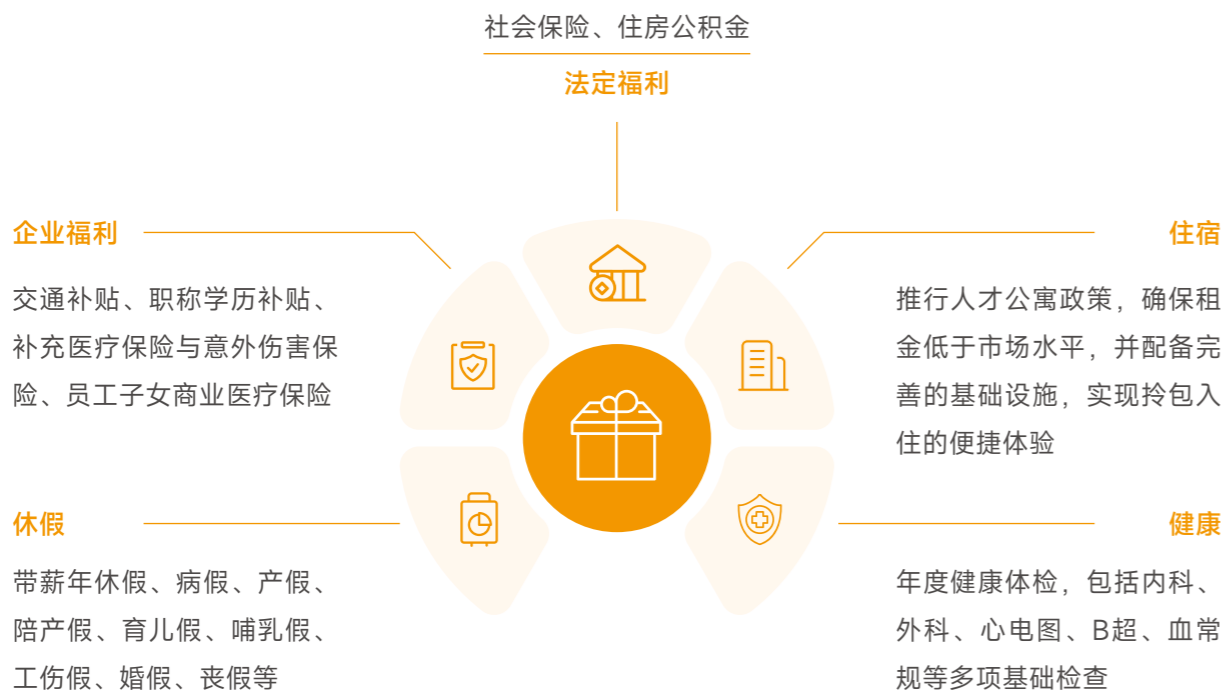 社会保险、住房公积金
法定福利
企业福利
交通补贴、职称学历补贴、
补充医疗保险与意外伤害保
险、员工子女商业医疗保险
住宿
推行人才公寓政策，确保租
金低于市场水平，并配备完
善的基础设施，实现拎包入
住的便捷体验
休假
带薪年休假、病假、产假、
陪产假、育儿假、哺乳假、
工伤假、婚假、丧假等
健康
年度健康体检，包括内科、
外科、心电图、B超、血常
规等多项基础检查